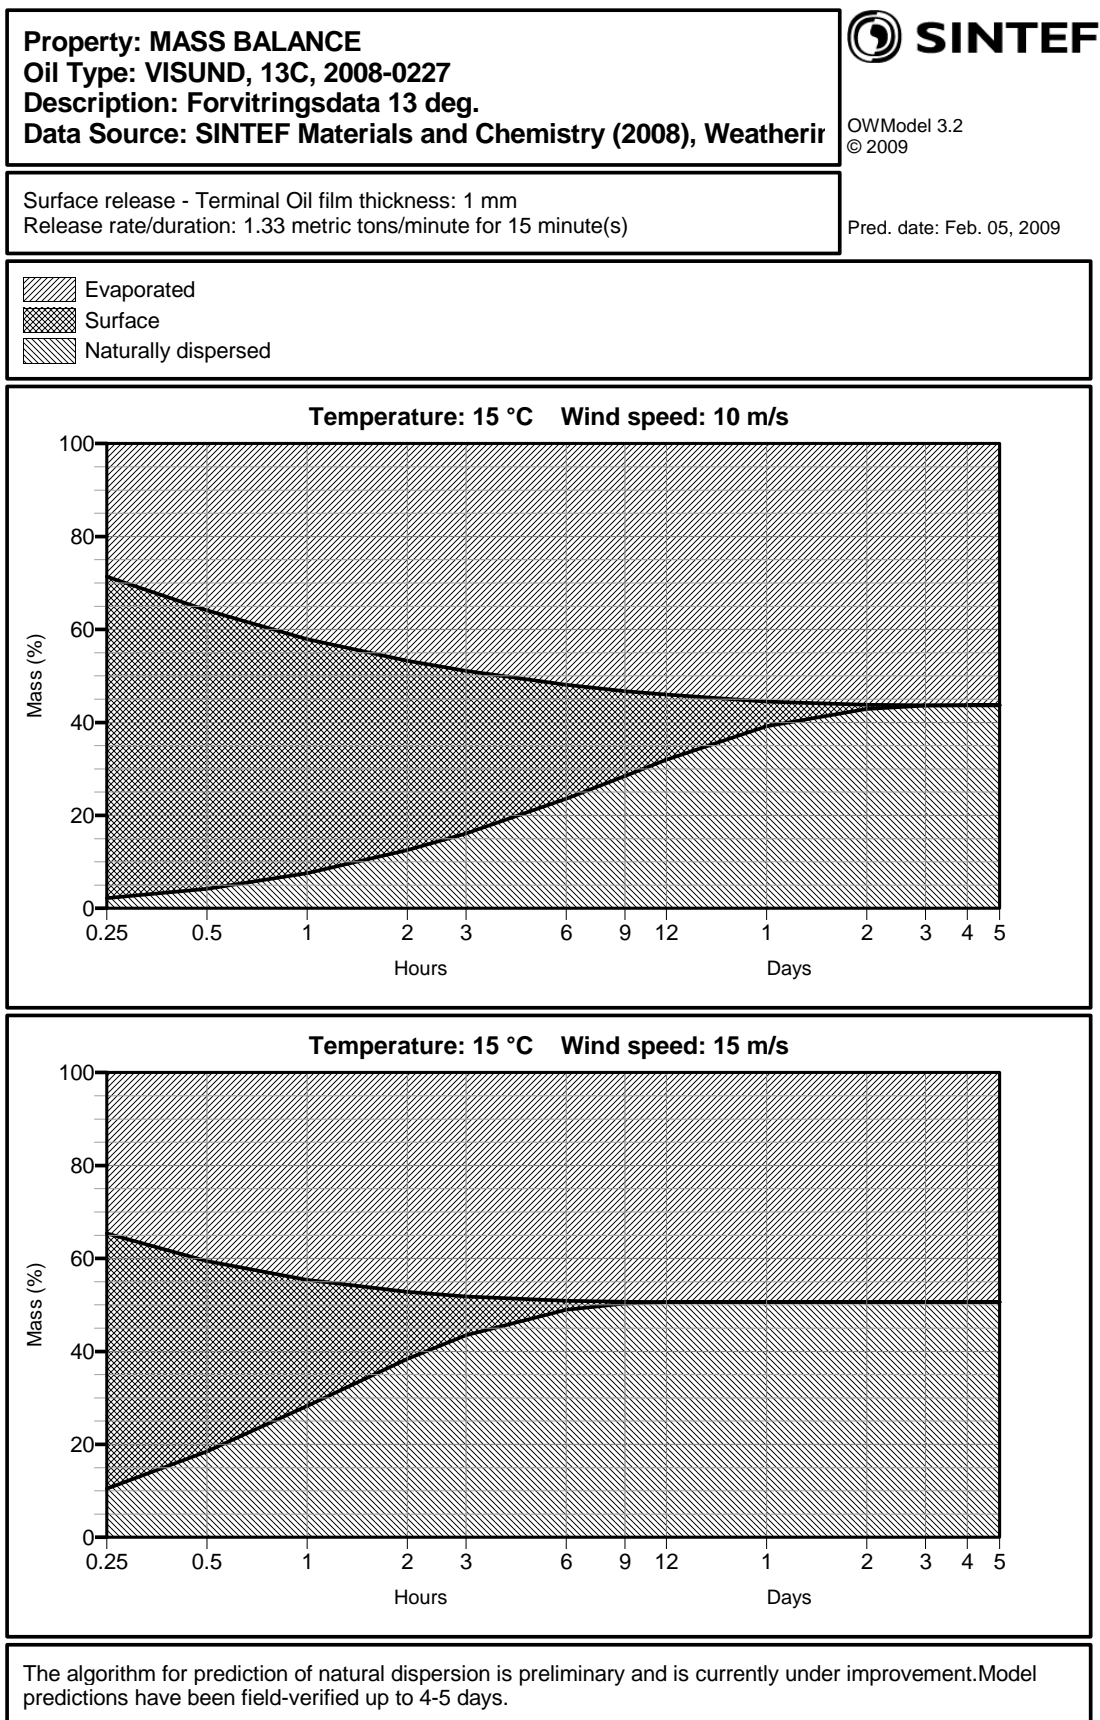 Property: MASS BALANCE
Oil Type: VISUND, 13C, 2008-0227
Description: Forvitringsdata 13 deg.
Data Source: SINTEF Materials and Chemistry (2008), Weatherin
SINTEF
OWModel 3.2
© 2009
Surface release - Terminal Oil film thickness: 1 mm
Release rate/duration: 1.33 metric tons/minute for 15 minute(s)
Pred. date: Feb. 05, 2009
Evaporated
Surface
Naturally dispersed
Temperature: 15 °C Wind speed: 10 m/s
100
80
60
40
20
0
Mass (%)
0.25 0.5 1 2 3 6 9 12 1 2 3 4 5
Hours Days
Temperature: 15 °C Wind speed: 15 m/s
100
80
60
40
20
0
Mass (%)
0.25 0.5 1 2 3 6 9 12 1 2 3 4 5
Hours Days
The algorithm for prediction of natural dispersion is preliminary and is currently under improvement.Model
predictions have been field-verified up to 4-5 days.